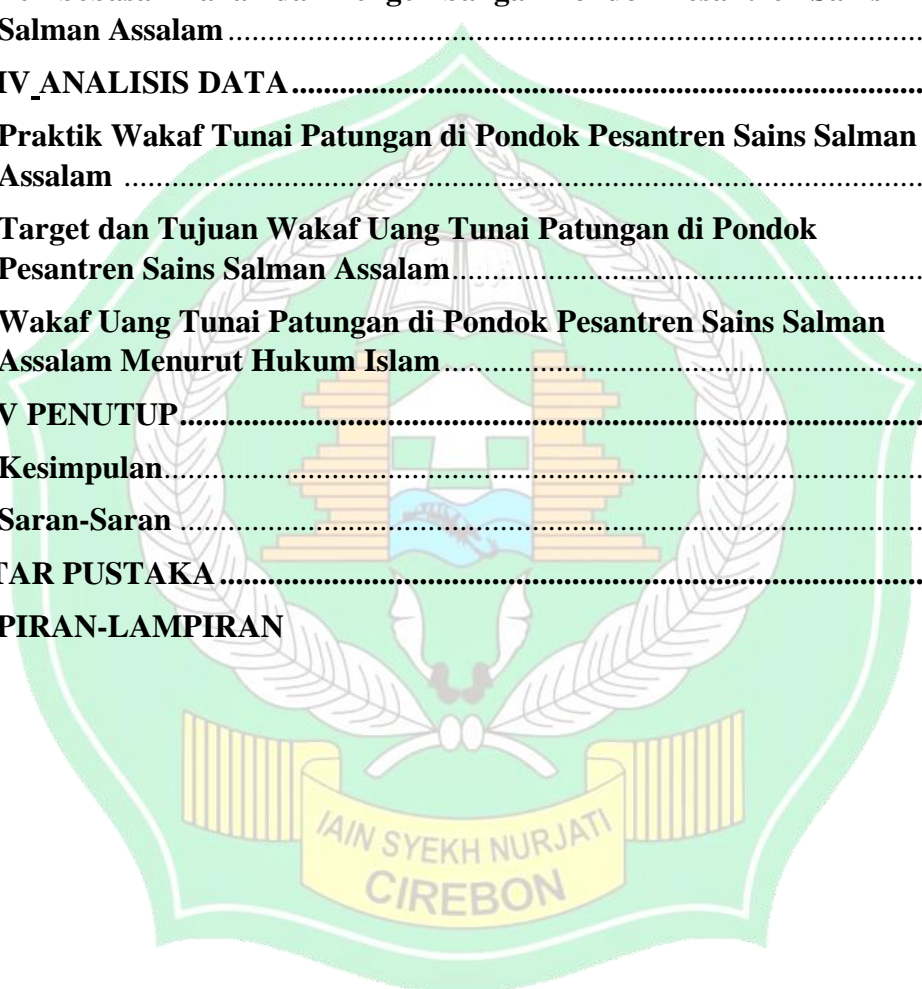 Salman Assalam
IV ANALISIS DATA
Praktik Wakaf Tunai Patungan di Pondok Pesantren Sains Salman
Assalam
Target dan Tujuan Wakaf Uang Tunai Patungan di Pondok
Pesantren Sains Salman Assalam
Wakaf Uang Tunai Patungan di Pondok Pesantren Sains Salman
Assalam Menurut Hukum Islam
V PENUTUP
Kesimpulan
Saran-Saran
TAR PUSTAKA
PIRAN-LAMPIRAN
IAIN SYEKH NURJATI
CIREBON